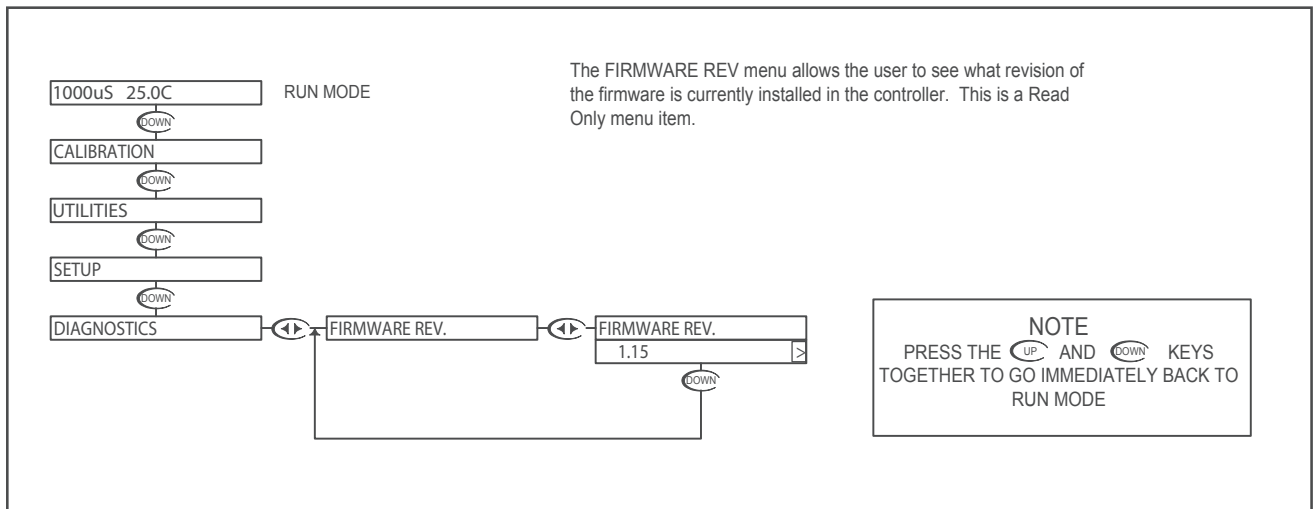 1000uS 25.0C
RUN MODE
The FIRMWARE REV menu allows the user to see what revision of
the firmware is currently installed in the controller. This is a Read
Only menu item.
DOWN
CALIBRATION
DOWN
UTILITIES
DOWN
SETUP
DOWN
DIAGNOSTICS
FIRMWARE REV.
FIRMWARE REV.
1.15 >
DOWN
NOTE
PRESS THE UP AND DOWN KEYS
TOGETHER TO GO IMMEDIATELY BACK TO
RUN MODE